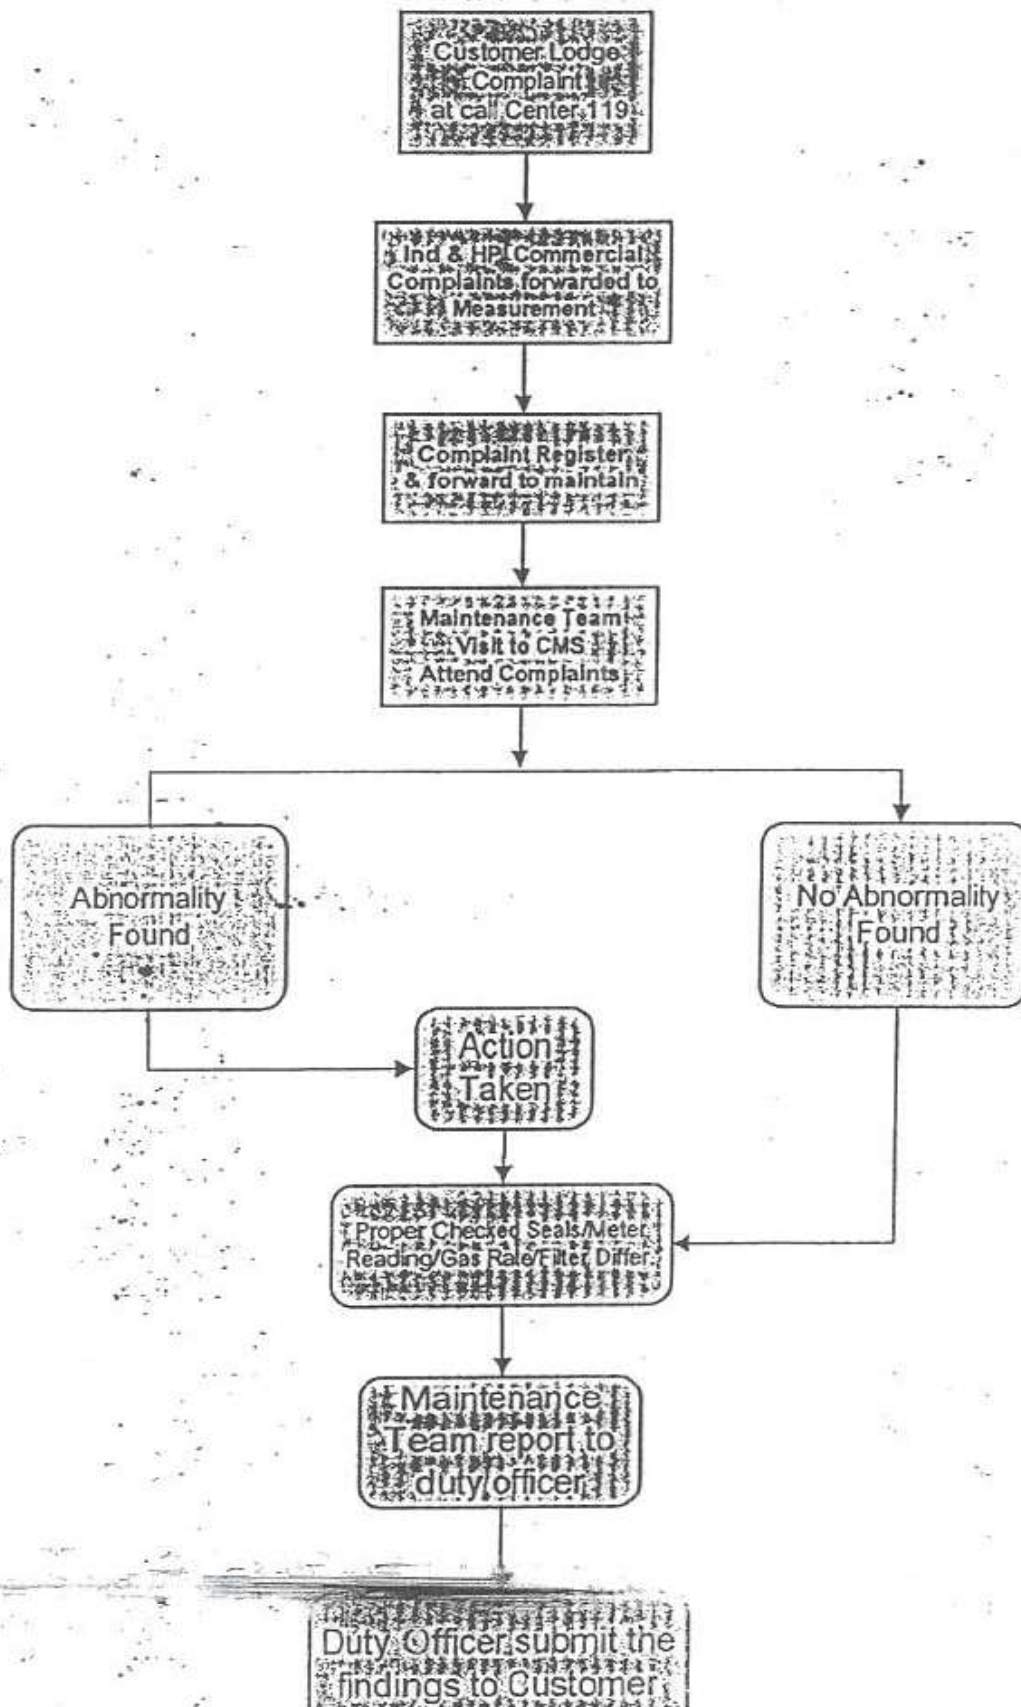 Customer Lodge
Complaint
at call Center 119
Ind & HP Commercial
Complaints forwarded to
Measurement
Complaint Register
& forward to maintain
Maintenance Team
Visit to CMS
Attend Complaints
Abnormality
Found
No Abnormality
Found
Action
Taken
Proper Checked Seals/Meter
Reading/Gas Rate/Filter Differ
Maintenance
Team report to
duty officer
Duty Officer submit the
findings to Customer